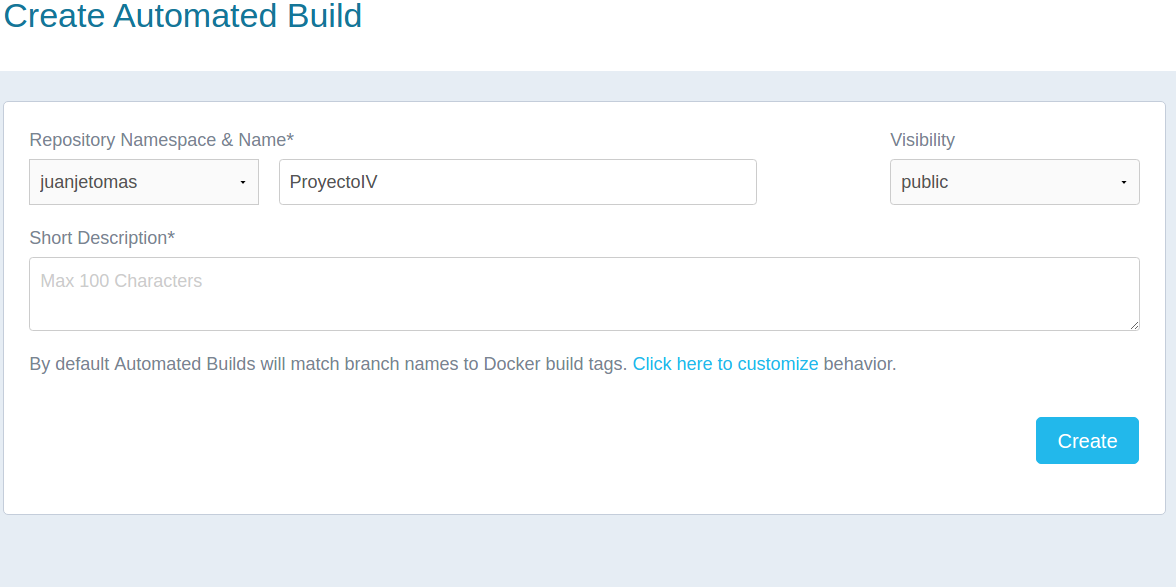 Create Automated Build
Repository Namespace & Name*
Visibility
juanjetomas
ProyectoIV
public
Short Description*
Max 100 Characters
By default Automated Builds will match branch names to Docker build tags. Click here to customize behavior.
Create